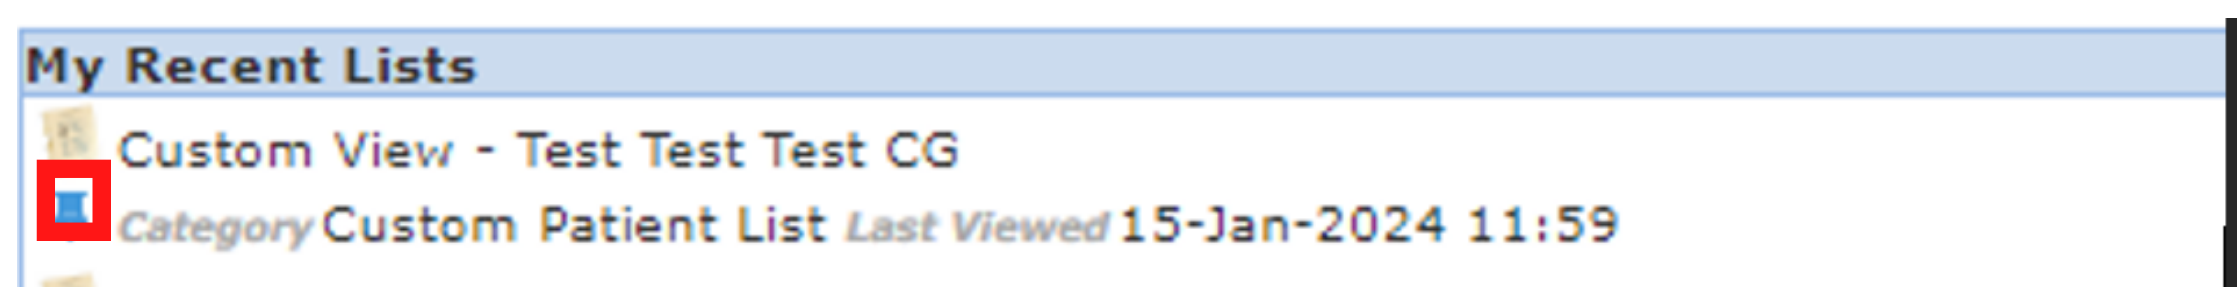 My Recent Lists
Custom View - Test Test Test CG
Category Custom Patient List Last Viewed 15-Jan-2024 11:59